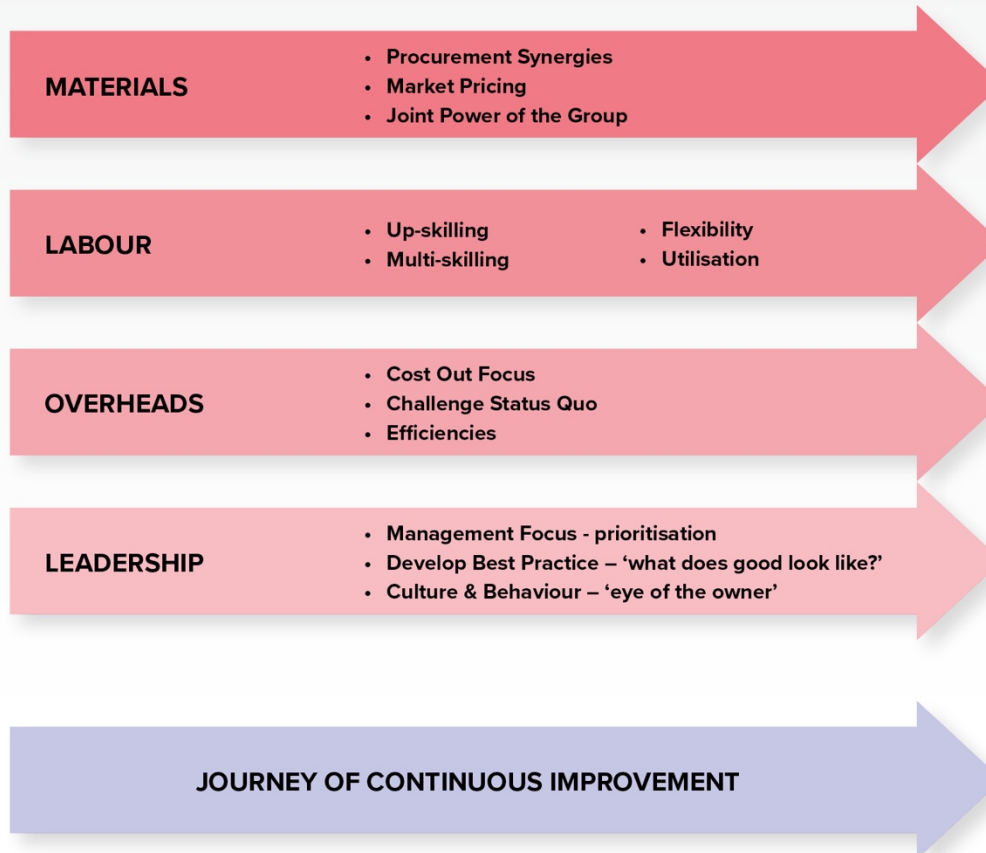 MATERIALS
• Procurement Synergies
• Market Pricing
• Joint Power of the Group
LABOUR
• Up-skilling
• Multi-skilling
• Flexibility
• Utilisation
OVERHEADS
• Cost Out Focus
• Challenge Status Quo
• Efficiencies
LEADERSHIP
• Management Focus - prioritisation
• Develop Best Practice – ‘what does good look like?’
• Culture & Behaviour – ‘eye of the owner’
JOURNEY OF CONTINUOUS IMPROVEMENT